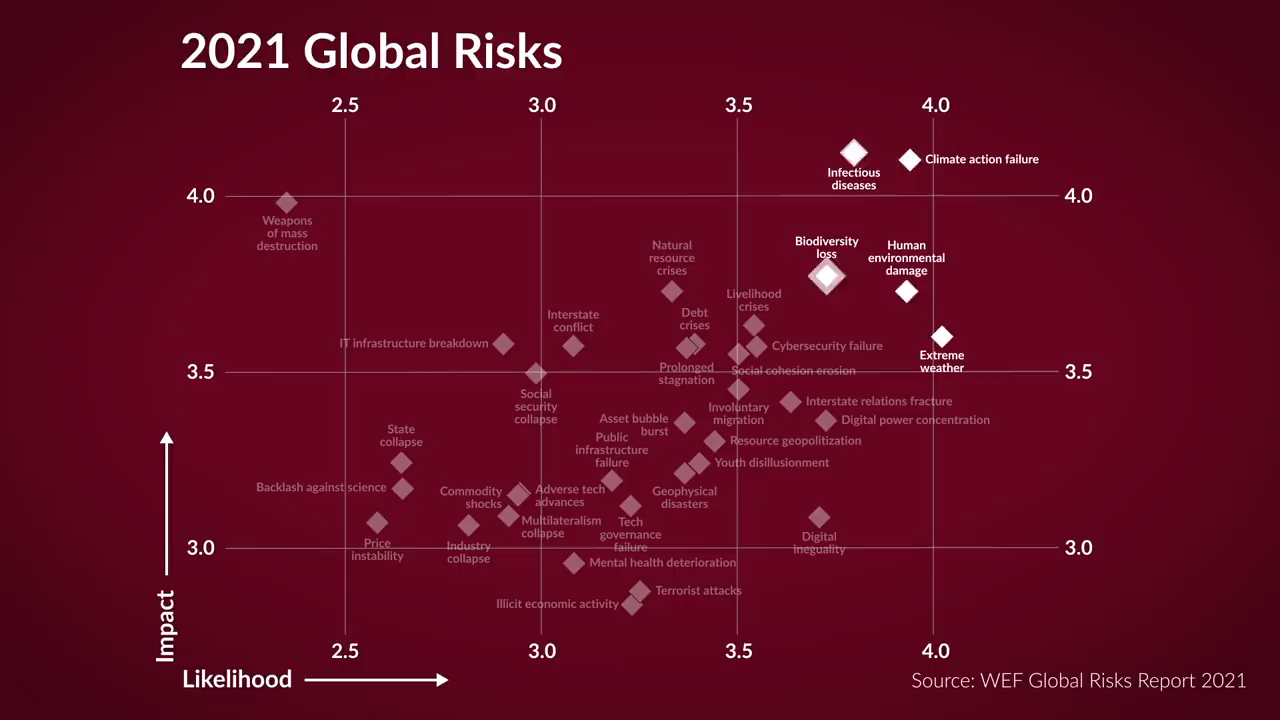 2021 Global Risks
2.5
3.0
3.5
4.0
Infectious
diseases
Climate action failure
4.0
4.0
Weapons
of mass
destruction
Biodiversity
loss
Human
environmental
damage
Natural
resource
crises
Livelihood
crises
Interstate
conflict
Debt
crises
IT infrastructure breakdown
Cybersecurity failure
Extreme
weather
Prolonged
stagnation
Social cohesion erosion
3.5
3.5
Social
security
collapse
Involuntary
migration
Interstate relations fracture
Digital power concentration
Asset bubble
burst
State
collapse
Public
infrastructure
failure
Resource geopolitization
Youth disillusionment
Backlash against science
Commodity
shocks
Adverse tech
advances
Geophysical
disasters
Multilateralism
collapse
Tech
governance
failure
Price
instability
Industry
collapse
Digital
ineguality
3.0
3.0
Mental health deterioration
Terrorist attacks
Illicit economic activity
Impact
2.5
3.0
3.5
4.0
Likelihood
Source: WEF Global Risks Report 2021